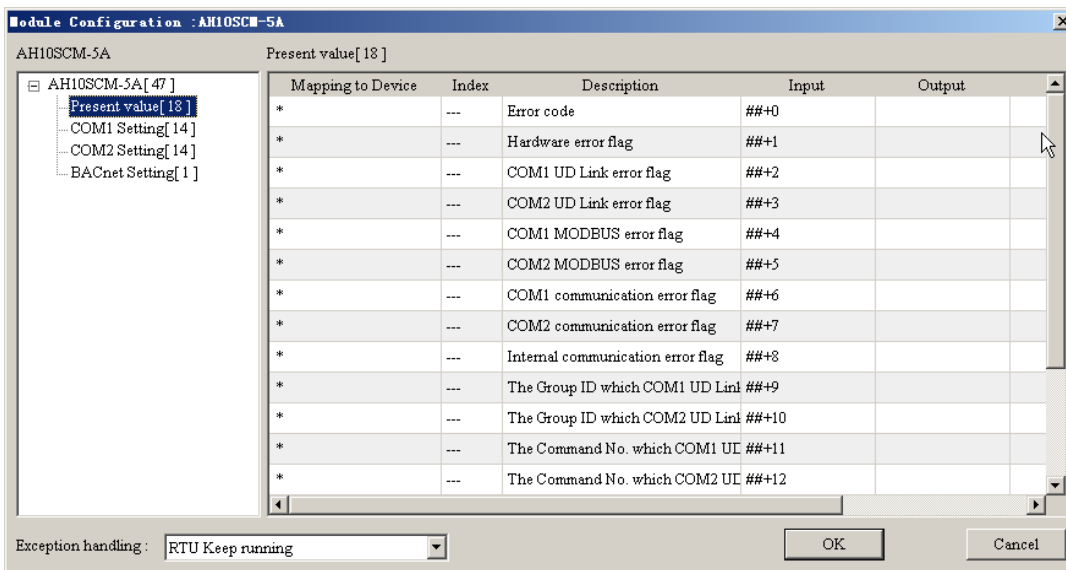 Module Configuration :AH10SCM-5A
AH10SCM-5A
Present value[ 18 ]
AH10SCM-5A[ 47 ]
Present value[ 18 ]
COM1 Setting[ 14 ]
COM2 Setting[ 14 ]
BACnet Setting[ 1 ]
Mapping to Device Index Description Input Output
* --- Error code ##+0
* --- Hardware error flag ##+1
* --- COM1 UD Link error flag ##+2
* --- COM2 UD Link error flag ##+3
* --- COM1 MODBUS error flag ##+4
* --- COM2 MODBUS error flag ##+5
* --- COM1 communication error flag ##+6
* --- COM2 communication error flag ##+7
* --- Internal communication error flag ##+8
* --- The Group ID which COM1 UD Link ##+9
* --- The Group ID which COM2 UD Link ##+10
* --- The Command No. which COM1 UD ##+11
* --- The Command No. which COM2 UD ##+12
Exception handling : RTU Keep running
OK
Cancel